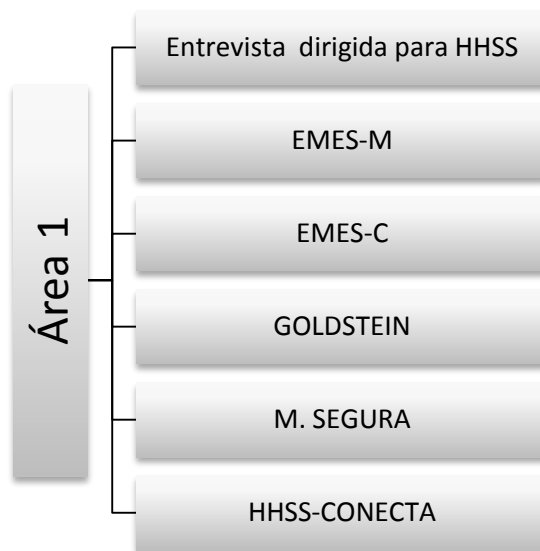 Área 1
Entrevista dirigida para HHSS
EMES-M
EMES-C
GOLDSTEIN
M. SEGURA
HHSS-CONECTA